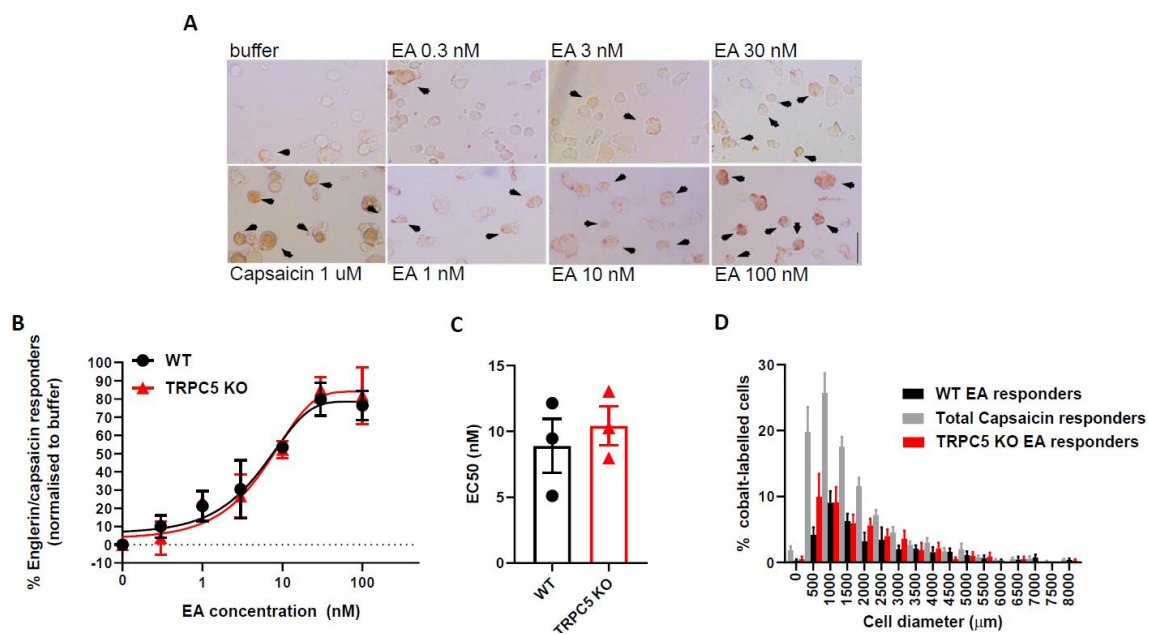 A
buffer
EA 0.3 nM
EA 3 nM
EA 30 nM
Capsaicin 1 uM
EA 1 nM
EA 10 nM
EA 100 nM
B
% Englerin/capsaicin responders
(normalised to buffer)
100
90
80
70
60
50
40
30
20
10
0
-10
WT
TRPC5 KO
0
1
10
100
EA concentration (nM)
C
EC50 (nM)
15
10
5
0
WT
TRPC5 KO
D
% cobalt-labelled cells
30
20
10
0
WT EA responders
Total Capsaicin responders
TRPC5 KO EA responders
0
500
1000
1500
2000
2500
3000
3500
4000
4500
5000
5500
6000
6500
7000
7500
8000
Cell diameter (μm)